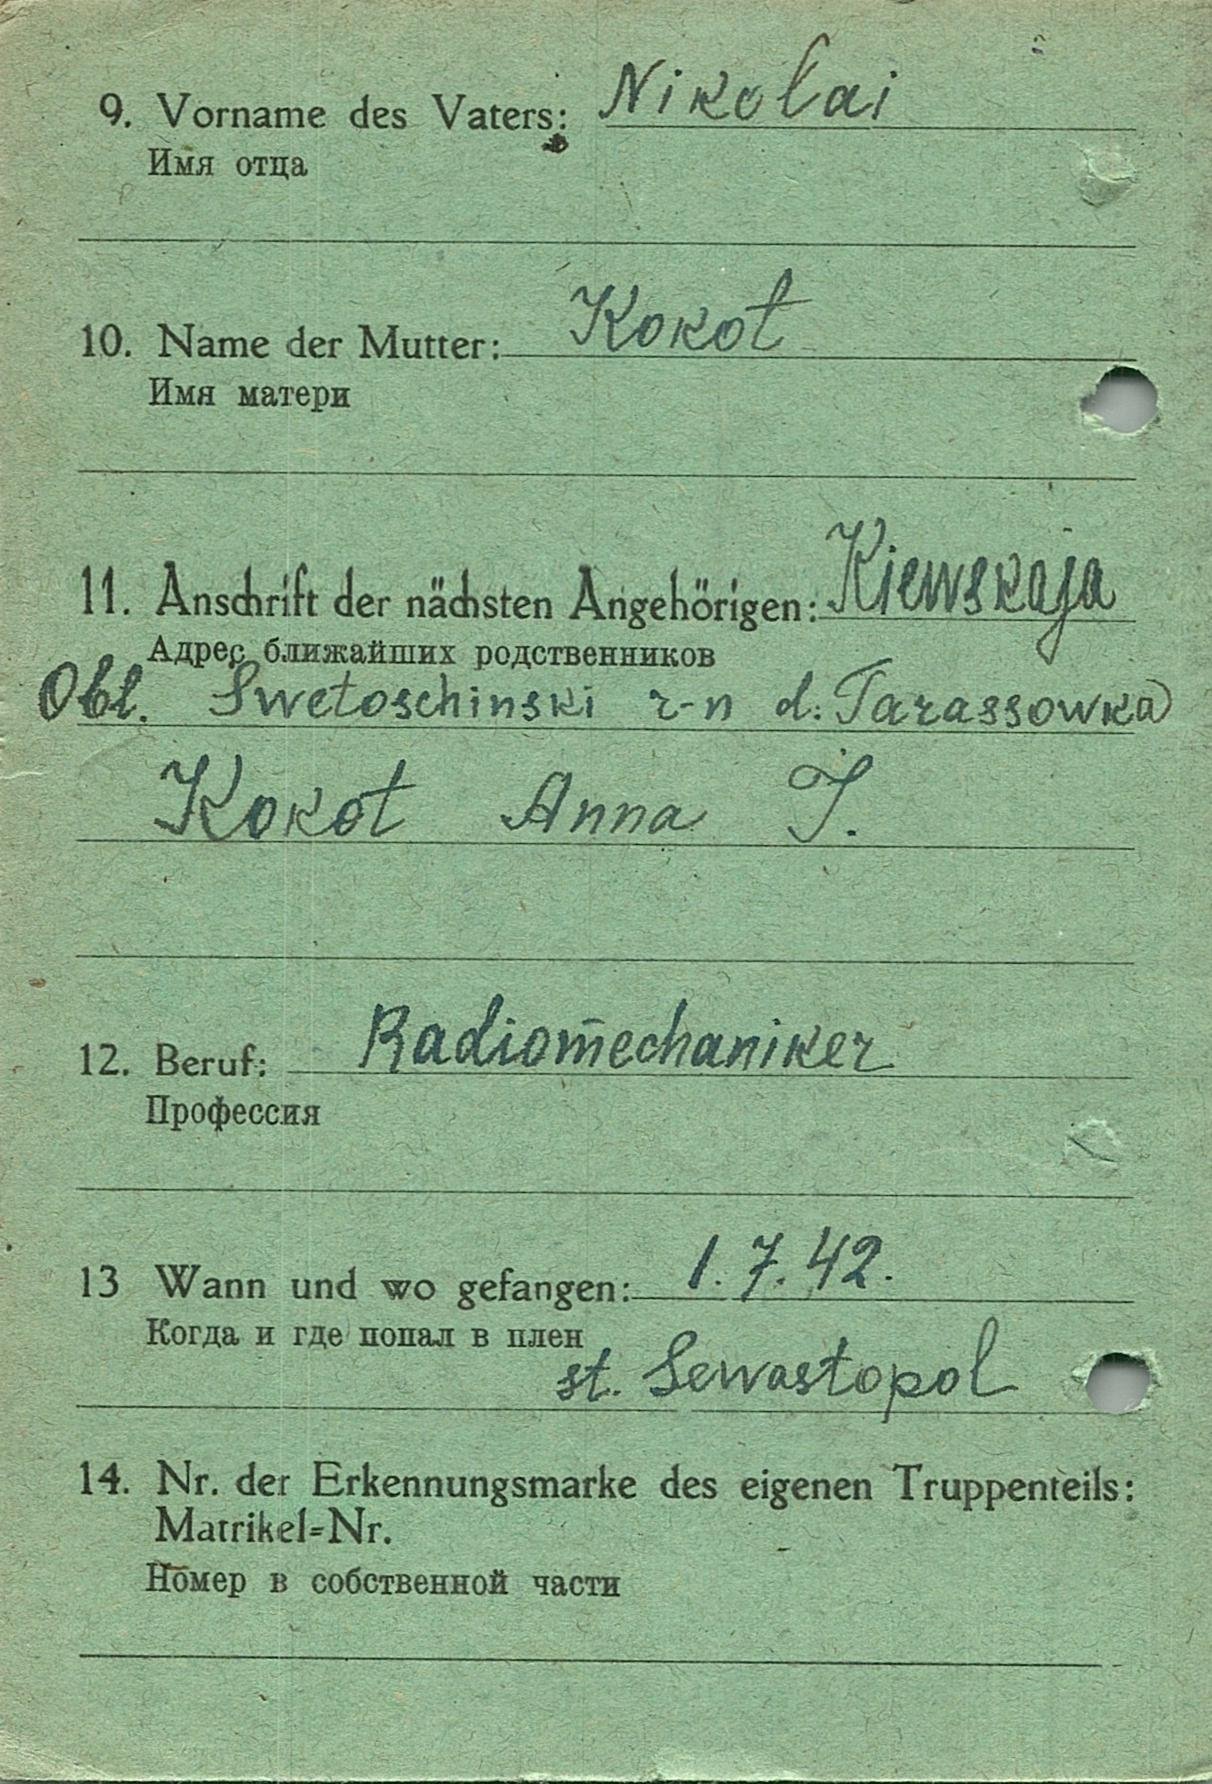 9. Vorname des Vaters: Nikolai
Имя отца
10. Name der Mutter: Kokot
Имя матери
11. Anschrift der nächsten Angehörigen: Kiewskaja
Адрес ближайших родственников
Obl. Swetoschinski r-n d. Tarassowka
Kokot Anna J.
12. Beruf: Radiomechaniker
Профессия
13 Wann und wo gefangen: 1.7.42.
Когда и где попал в плен
st. Sewastopol
14. Nr. der Erkennungsmarke des eigenen Truppenteils:
Matrikel=Nr.
Номер в собственной части